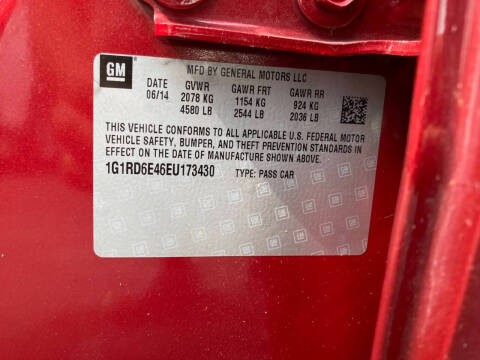 GM
MFD BY GENERAL MOTORS LLC
DATE GVWR GAWR FRT GAWR RR
06/14 2078 KG 1154 KG 924 KG
4580 LB 2544 LB 2036 LB
THIS VEHICLE CONFORMS TO ALL APPLICABLE U.S. FEDERAL MOTOR
VEHICLE SAFETY, BUMPER, AND THEFT PREVENTION STANDARDS IN
EFFECT ON THE DATE OF MANUFACTURE SHOWN ABOVE.
1G1RD6E46EU173430 TYPE: PASS CAR